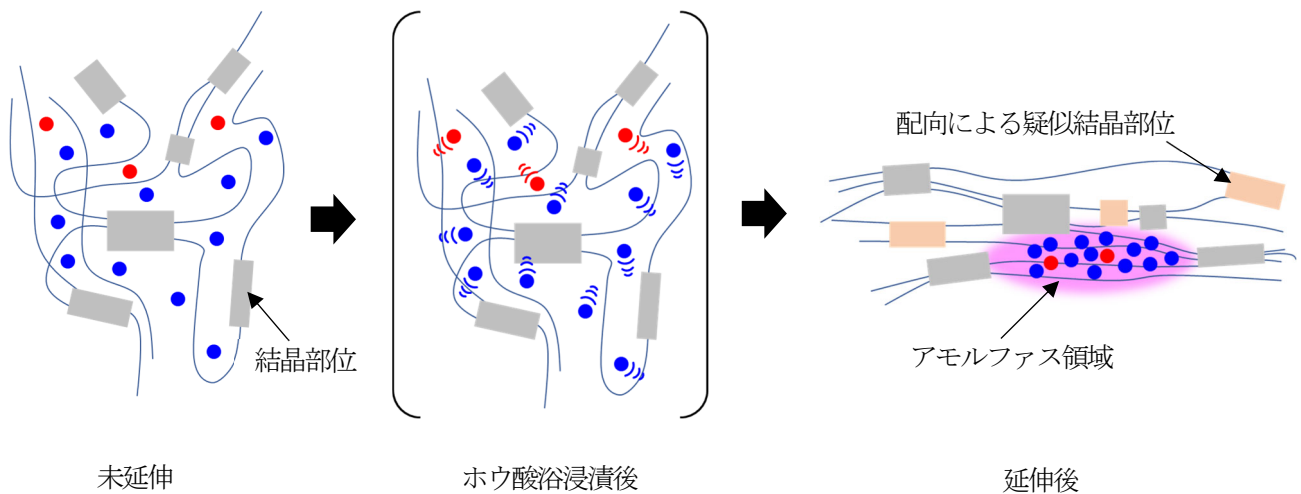 配向による疑似結晶部位
結晶部位
アモルファス領域
未延伸
ホウ酸浴浸漬後
延伸後